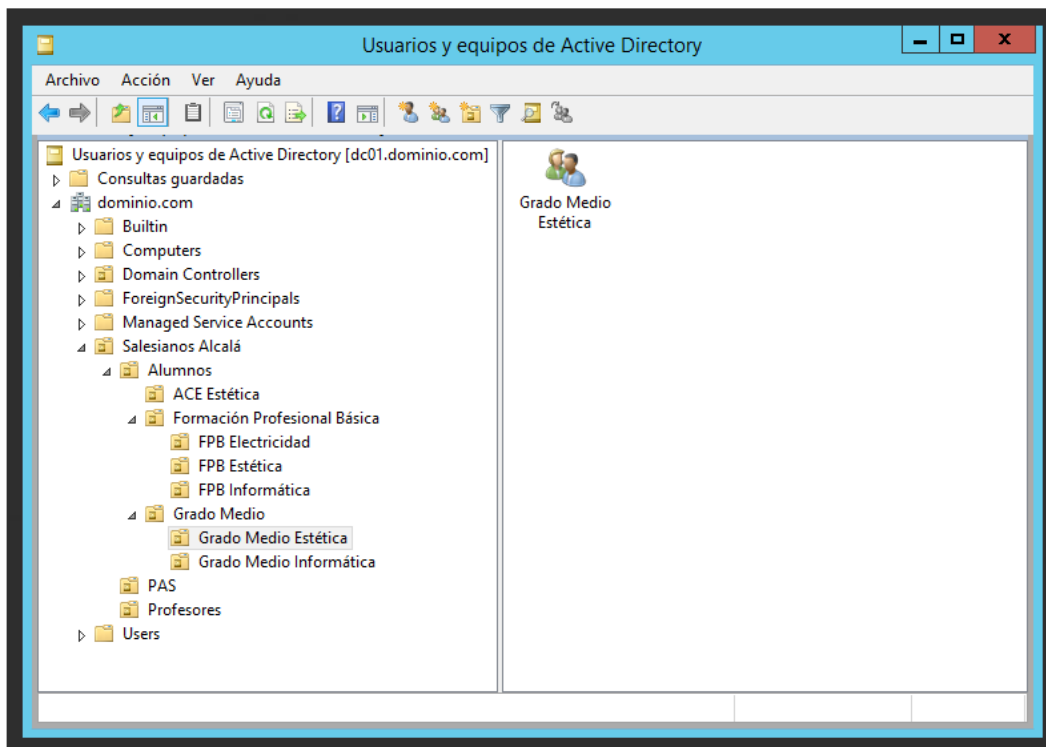 Usuarios y equipos de Active Directory
Archivo Acción Ver Ayuda
Usuarios y equipos de Active Directory [dc01.dominio.com]
Consultas guardadas
dominio.com
Builtin
Computers
Domain Controllers
ForeignSecurityPrincipals
Managed Service Accounts
Salesianos Alcalá
Alumnos
ACE Estética
Formación Profesional Básica
FPB Electricidad
FPB Estética
FPB Informática
Grado Medio
Grado Medio Estética
Grado Medio Informática
PAS
Profesores
Users
Grado Medio
Estética